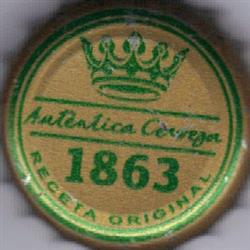 Auténtica Cerveza
1863
RECETA ORIGINAL